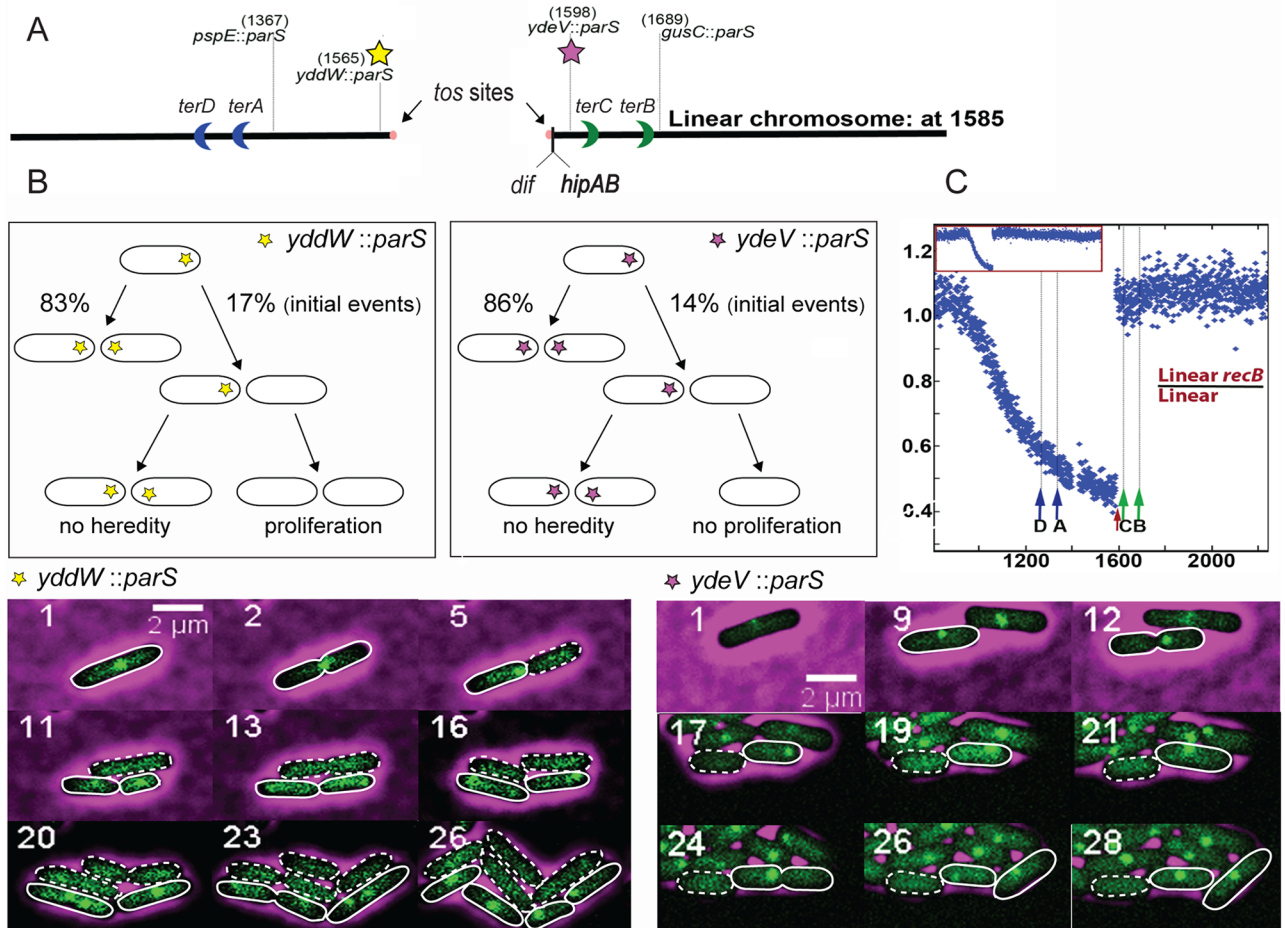 A
(1367)
pspE::parS
(1565)
yddW::parS
(1598)
ydeV::parS
(1689)
gusC::parS
tos sites
terD terA
terC terB
Linear chromosome: at 1585
dif hipAB
B
yddW ::parS
83%
17% (initial events)
no heredity
proliferation
ydeV ::parS
86%
14% (initial events)
no heredity
no proliferation
C
1.2
1.0
0.8
0.6
0.4
Linear recB
Linear
D A CB
1200 1600 2000
yddW ::parS
1 2 5
2 μm
11 13 16
20 23 26
ydeV ::parS
1 9 12
2 μm
17 19 21
24 26 28